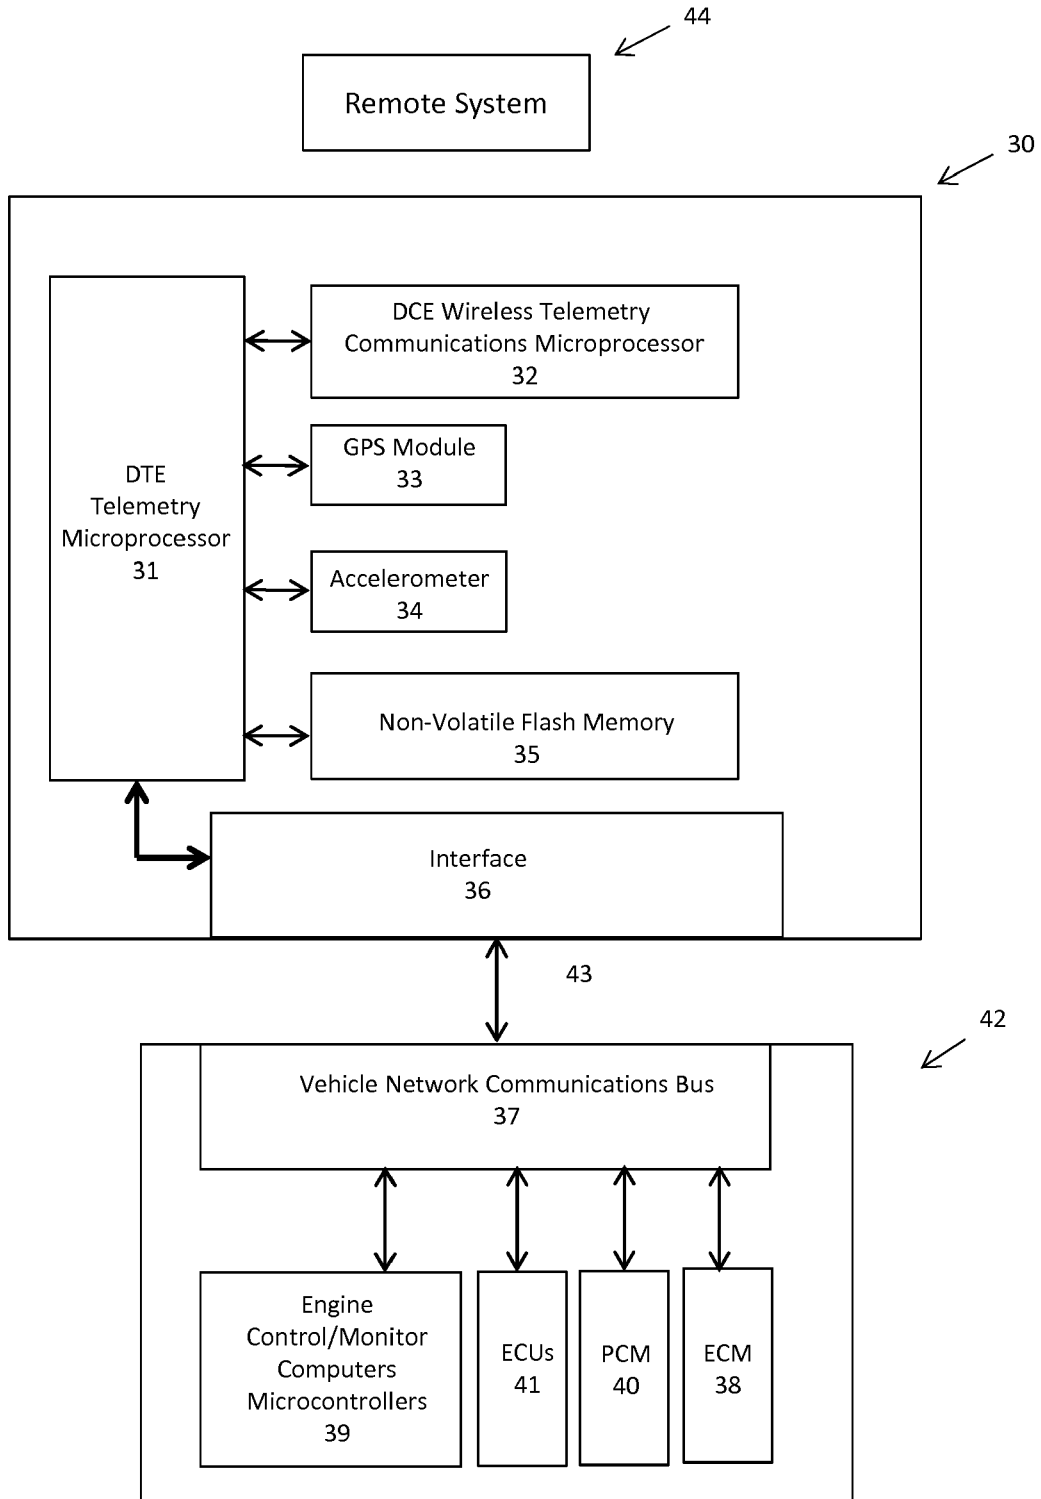 44
Remote System
30
DCE Wireless Telemetry
Communications Microprocessor
32
GPS Module
33
DTE
Telemetry
Microprocessor
31
Accelerometer
34
Non-Volatile Flash Memory
35
Interface
36
43
42
Vehicle Network Communications Bus
37
Engine
Control/Monitor
Computers
Microcontrollers
39
ECUs
41
PCM
40
ECM
38